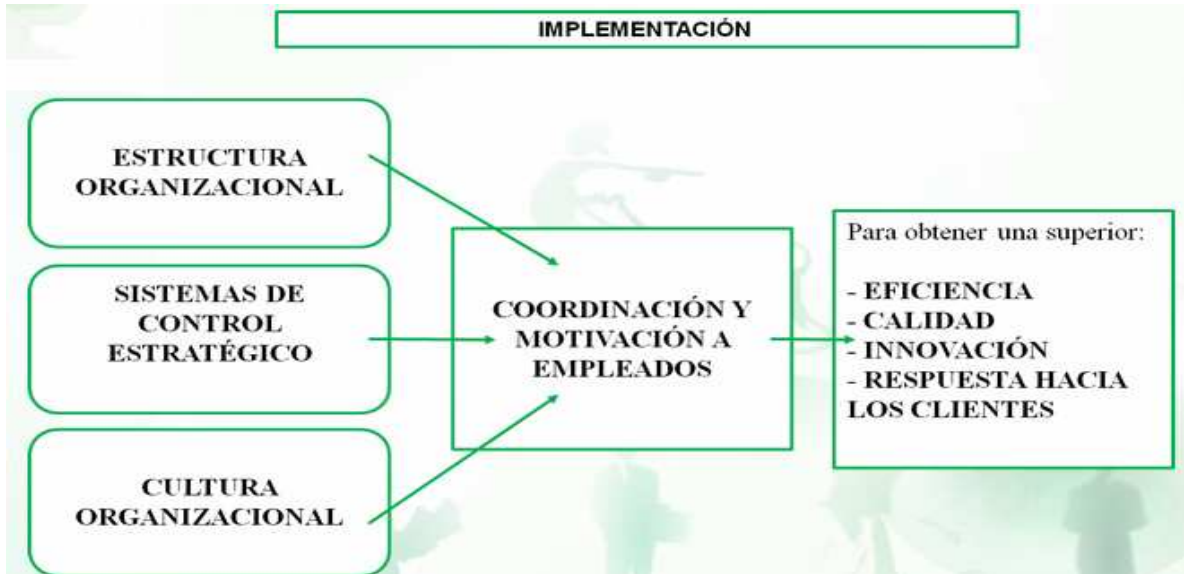 IMPLEMENTACIÓN
ESTRUCTURA
ORGANIZACIONAL
SISTEMAS DE
CONTROL
ESTRATÉGICO
CULTURA
ORGANIZACIONAL
COORDINACIÓN Y
MOTIVACIÓN A
EMPLEADOS
Para obtener una superior:
- EFICIENCIA
- CALIDAD
- INNOVACIÓN
- RESPUESTA HACIA
LOS CLIENTES